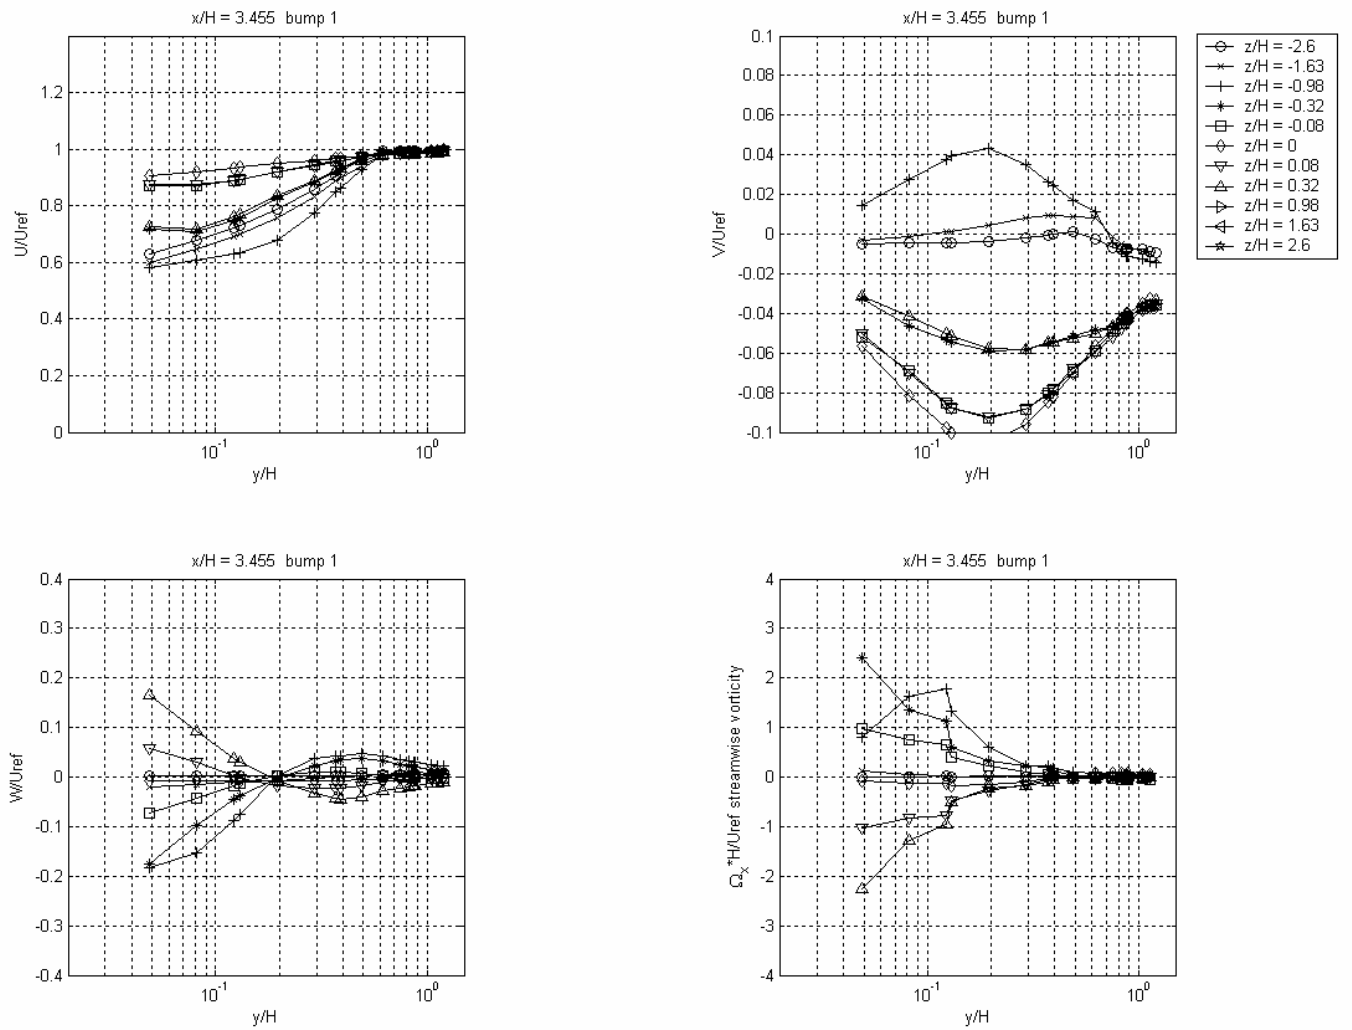 x/H = 3.455 bump 1
1.2
1
0.8
0.6
0.4
0.2
0
U/Uref
10-1
100
y/H
x/H = 3.455 bump 1
0.1
0.08
0.06
0.04
0.02
0
-0.02
-0.04
-0.06
-0.08
-0.1
V/Uref
10-1
100
y/H
z/H = -2.6
z/H = -1.63
z/H = -0.98
z/H = -0.32
z/H = -0.08
z/H = 0
z/H = 0.08
z/H = 0.32
z/H = 0.98
z/H = 1.63
z/H = 2.6
x/H = 3.455 bump 1
0.4
0.3
0.2
0.1
0
-0.1
-0.2
-0.3
-0.4
W/Uref
10-1
100
y/H
x/H = 3.455 bump 1
4
3
2
1
0
-1
-2
-3
-4
Ωx*H/Uref streamwise vorticity
10-1
100
y/H